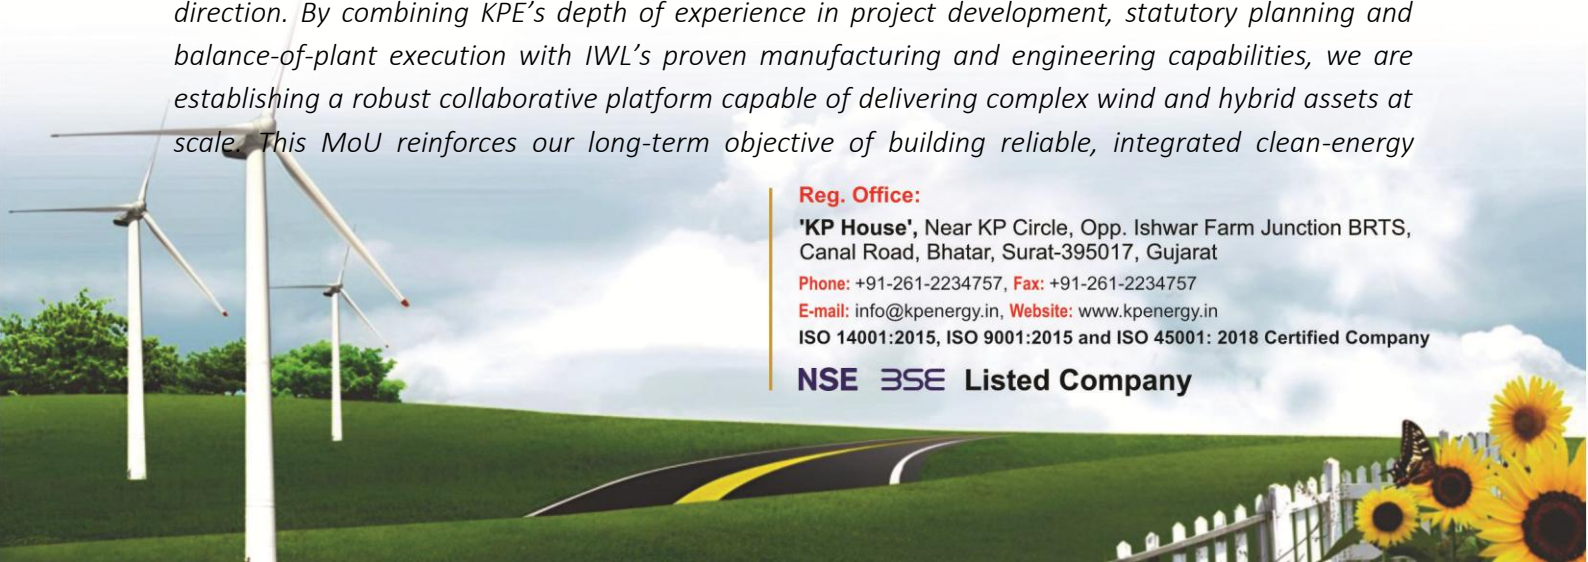 direction. By combining KPE’s depth of experience in project development, statutory planning and
balance-of-plant execution with IWL’s proven manufacturing and engineering capabilities, we are
establishing a robust collaborative platform capable of delivering complex wind and hybrid assets at
scale. This MoU reinforces our long-term objective of building reliable, integrated clean-energy
Reg. Office:
'KP House', Near KP Circle, Opp. Ishwar Farm Junction BRTS,
Canal Road, Bhatar, Surat-395017, Gujarat
Phone: +91-261-2234757, Fax: +91-261-2234757
E-mail: info@kpenergy.in, Website: www.kpenergy.in
ISO 14001:2015, ISO 9001:2015 and ISO 45001: 2018 Certified Company
NSE BSE Listed Company